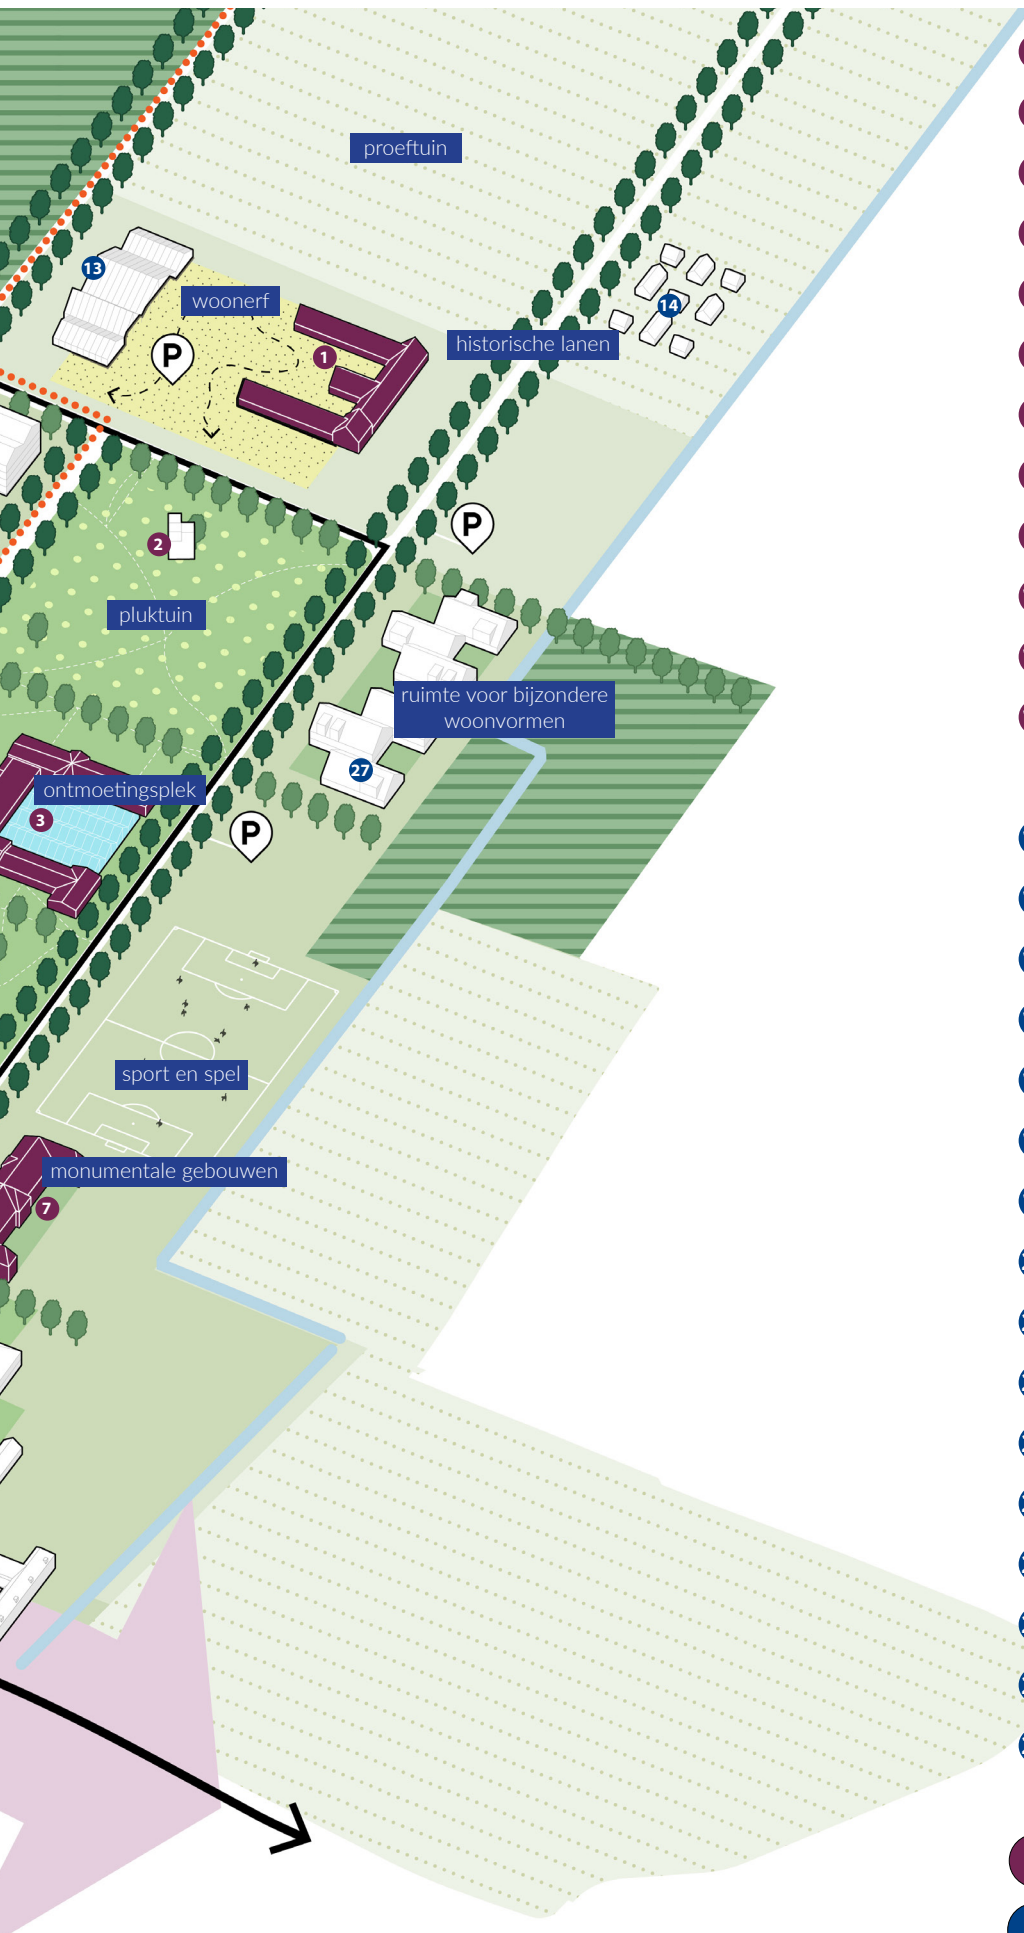 proeftuin
13
woonerf
14
P
1
historische lanen
P
2
pluktuin
ruimte voor bijzondere
woonvormen
27
ontmoetingsplek
3
P
sport en spel
monumentale gebouwen
7